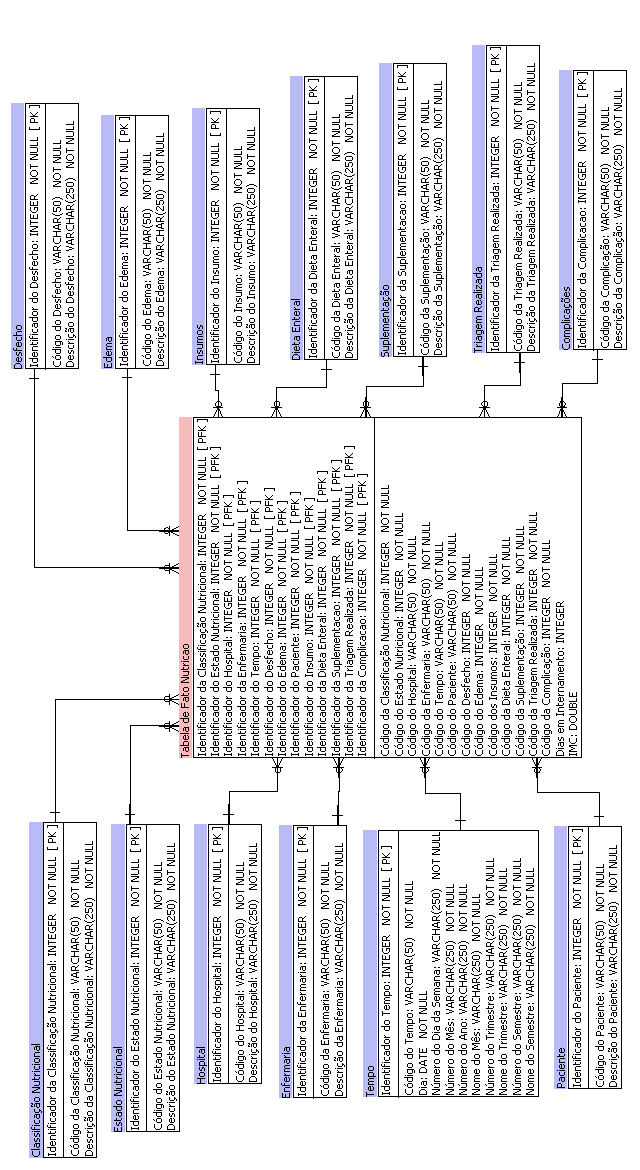 Desfecho
Identificador do Desfecho: INTEGER NOT NULL [ PK ]
Código do Desfecho: VARCHAR(50) NOT NULL
Descrição do Desfecho: VARCHAR(250) NOT NULL
Edema
Identificador do Edema: INTEGER NOT NULL [ PK ]
Código do Edema: VARCHAR(50) NOT NULL
Descrição do Edema: VARCHAR(250) NOT NULL
Insumos
Identificador do Insumo: INTEGER NOT NULL [ PK ]
Código do Insumo: VARCHAR(50) NOT NULL
Descrição do Insumo: VARCHAR(250) NOT NULL
Dieta Enteral
Identificador da Dieta Enteral: INTEGER NOT NULL [ PK ]
Código da Dieta Enteral: VARCHAR(50) NOT NULL
Descrição da Dieta Enteral: VARCHAR(250) NOT NULL
Suplementação
Identificador da Suplementacao: INTEGER NOT NULL [ PK ]
Código da Suplementação: VARCHAR(50) NOT NULL
Descrição da Suplementação: VARCHAR(250) NOT NULL
Triagem Realizada
Identificador da Triagem Realizada: INTEGER NOT NULL [ PK ]
Código da Triagem Realizada: VARCHAR(50) NOT NULL
Descrição da Triagem Realizada: VARCHAR(250) NOT NULL
Complicações
Identificador da Complicacao: INTEGER NOT NULL [ PK ]
Código da Complicação: VARCHAR(50) NOT NULL
Descrição da Complicação: VARCHAR(250) NOT NULL
Tabela de Fato Nutricao
Identificador da Classificação Nutricional: INTEGER NOT NULL [ PFK ]
Identificador do Estado Nutricional: INTEGER NOT NULL [ PFK ]
Identificador do Hospital: INTEGER NOT NULL [ PFK ]
Identificador da Enfermaria: INTEGER NOT NULL [ PFK ]
Identificador do Tempo: INTEGER NOT NULL [ PFK ]
Identificador do Desfecho: INTEGER NOT NULL [ PFK ]
Identificador do Edema: INTEGER NOT NULL [ PFK ]
Identificador do Paciente: INTEGER NOT NULL [ PFK ]
Identificador do Insumo: INTEGER NOT NULL [ PFK ]
Identificador da Dieta Enteral: INTEGER NOT NULL [ PFK ]
Identificador da Suplementacao: INTEGER NOT NULL [ PFK ]
Identificador da Triagem Realizada: INTEGER NOT NULL [ PFK ]
Identificador da Complicacao: INTEGER NOT NULL [ PFK ]
Código da Classificação Nutricional: INTEGER NOT NULL
Código do Estado Nutricional: INTEGER NOT NULL
Código do Hospital: VARCHAR(50) NOT NULL
Código da Enfermaria: VARCHAR(50) NOT NULL
Código do Tempo: VARCHAR(50) NOT NULL
Código do Paciente: VARCHAR(50) NOT NULL
Código do Desfecho: INTEGER NOT NULL
Código do Edema: INTEGER NOT NULL
Código dos Insumos: INTEGER NOT NULL
Código da Dieta Enteral: INTEGER NOT NULL
Código da Suplementação: INTEGER NOT NULL
Código da Triagem Realizada: INTEGER NOT NULL
Código da Complicação: INTEGER NOT NULL
Dias em Internamento: INTEGER
IMC: DOUBLE
Classificação Nutricional
Identificador da Classificação Nutricional: INTEGER NOT NULL [ PK ]
Código da Classificação Nutricional: VARCHAR(50) NOT NULL
Descrição da Classificação Nutricional: VARCHAR(250) NOT NULL
Estado Nutricional
Identificador do Estado Nutricional: INTEGER NOT NULL [ PK ]
Código do Estado Nutricional: VARCHAR(50) NOT NULL
Descrição do Estado Nutricional: VARCHAR(250) NOT NULL
Hospital
Identificador do Hospital: INTEGER NOT NULL [ PK ]
Código do Hospital: VARCHAR(50) NOT NULL
Descrição do Hospital: VARCHAR(250) NOT NULL
Enfermaria
Identificador da Enfermaria: INTEGER NOT NULL [ PK ]
Código da Enfermaria: VARCHAR(50) NOT NULL
Descrição da Enfermaria: VARCHAR(250) NOT NULL
Tempo
Identificador do Tempo: INTEGER NOT NULL [ PK ]
Código do Tempo: VARCHAR(50) NOT NULL
Dia: DATE NOT NULL
Número do Dia da Semana: VARCHAR(250) NOT NULL
Número do Mês: VARCHAR(250) NOT NULL
Número do Ano: VARCHAR(250) NOT NULL
Nome do Mês: VARCHAR(250) NOT NULL
Número do Trimestre: VARCHAR(250) NOT NULL
Nome do Trimestre: VARCHAR(250) NOT NULL
Número do Semestre: VARCHAR(250) NOT NULL
Nome do Semestre: VARCHAR(250) NOT NULL
Paciente
Identificador do Paciente: INTEGER NOT NULL [ PK ]
Código do Paciente: VARCHAR(50) NOT NULL
Descrição do Paciente: VARCHAR(250) NOT NULL